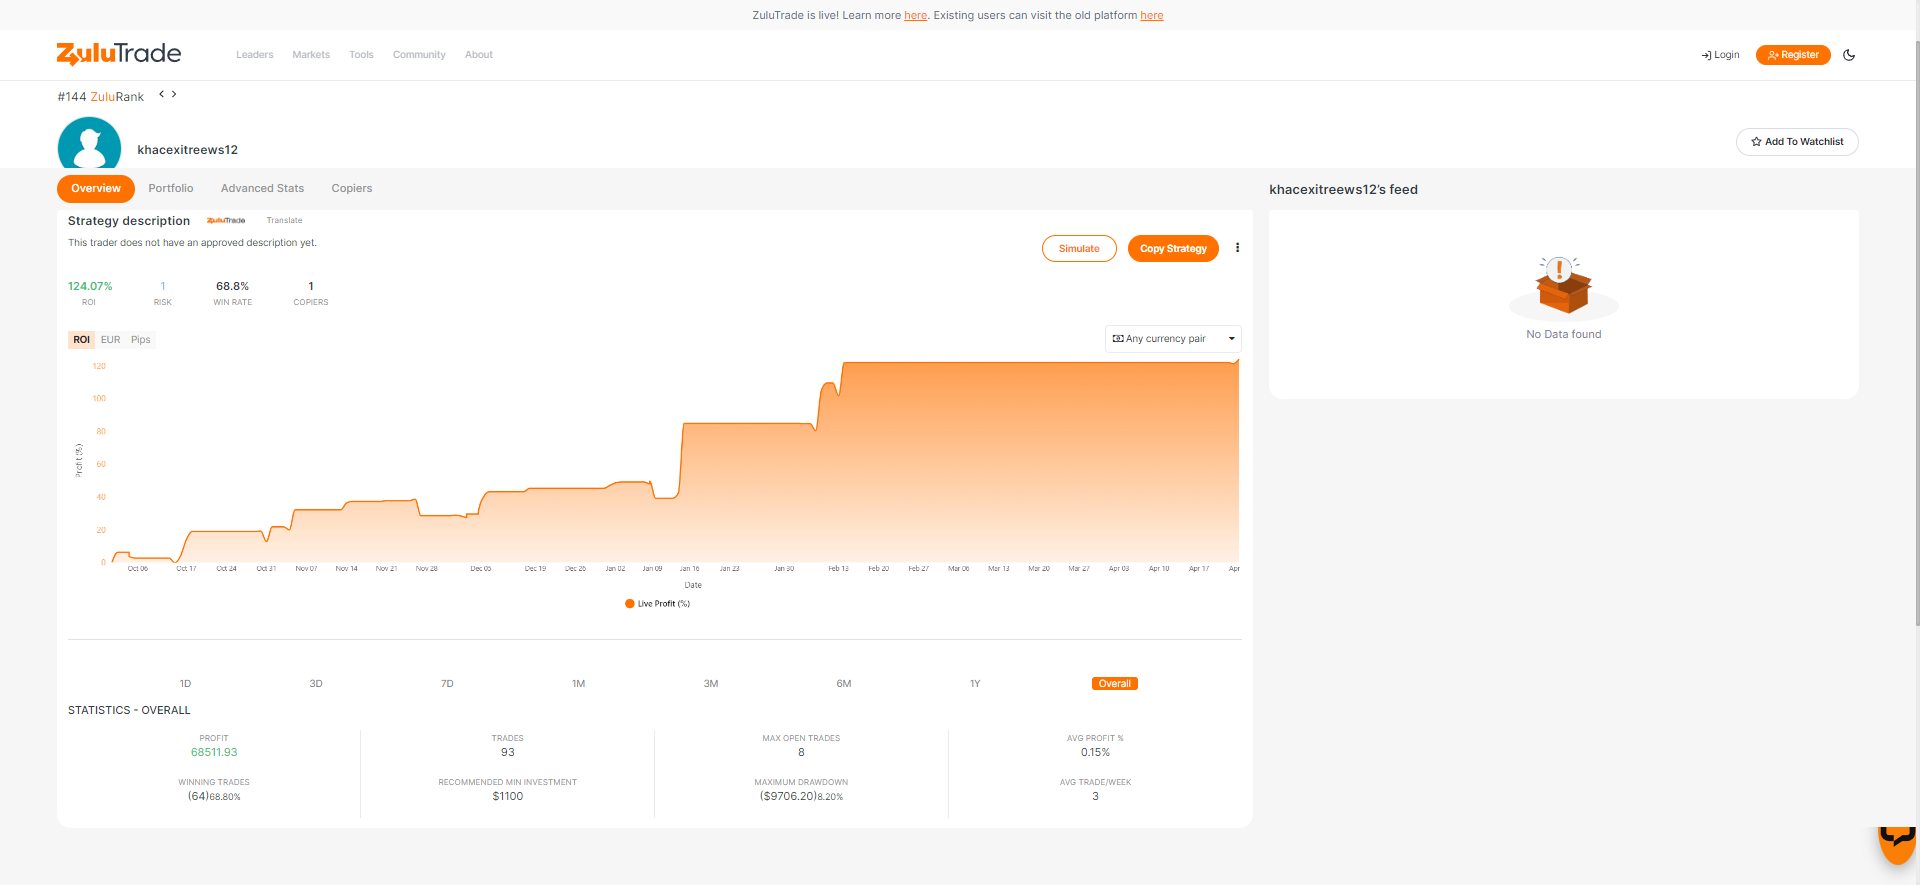 ZuluTrade is live! Learn more here. Existing users can visit the old platform here
ZuluTrade
Leaders Markets Tools Community About
Login Register
#144 ZuluRank
khacexitreews12
Add To Watchlist
Overview Portfolio Advanced Stats Copiers
khacexitreews12's feed
Strategy description ZuluTrade Translate
This trader does not have an approved description yet.
Simulate Copy Strategy
124.07% 1 68.8% 1
ROI RISK WIN RATE COPIERS
No Data found
ROI EUR Pips
Any currency pair
120
100
80
60
40
20
0
Profit (%)
Oct 06 Oct 17 Oct 24 Oct 31 Nov 07 Nov 14 Nov 21 Nov 28 Dec 05 Dec 19 Dec 26 Jan 02 Jan 09 Jan 16 Jan 23 Jan 30 Feb 13 Feb 20 Feb 27 Mar 06 Mar 13 Mar 20 Mar 27 Apr 03 Apr 10 Apr 17 Apr
Date
Live Profit (%)
1D 3D 7D 1M 3M 6M 1Y Overall
STATISTICS - OVERALL
PROFIT TRADES MAX OPEN TRADES AVG PROFIT %
68511.93 93 8 0.15%
WINNING TRADES RECOMMENDED MIN INVESTMENT MAXIMUM DRAWDOWN AVG TRADE/WEEK
(64)68.80% $1100 ($9706.20)8.20% 3